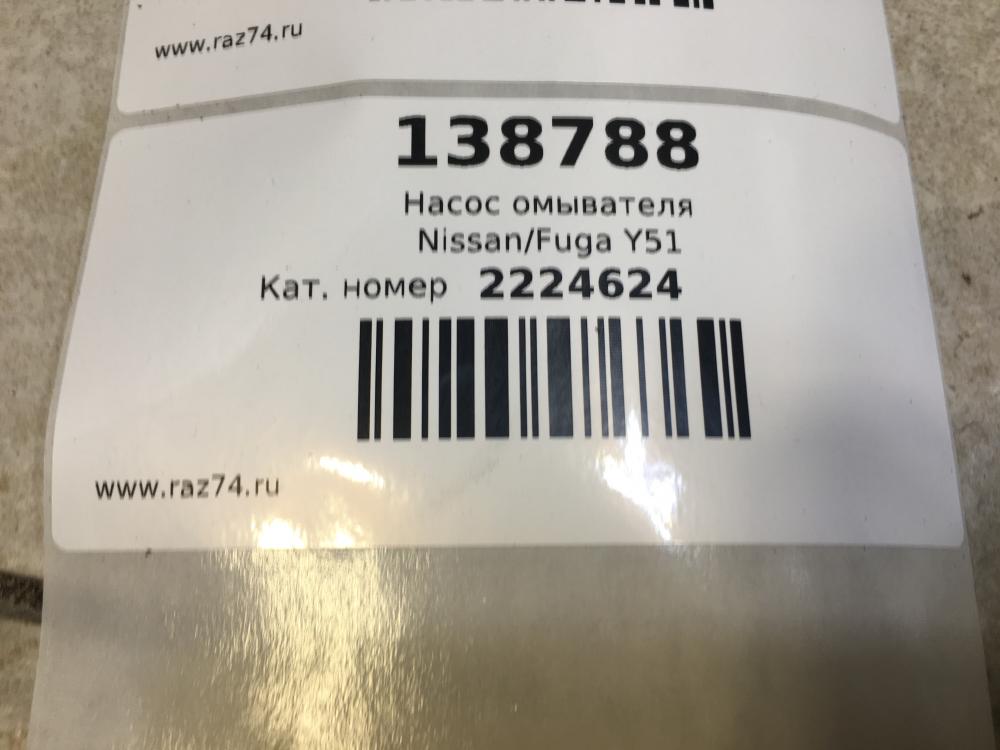 www.raz74.ru
138788
Насос омывателя
Nissan/Fuga Y51
Кат. номер 2224624
www.raz74.ru